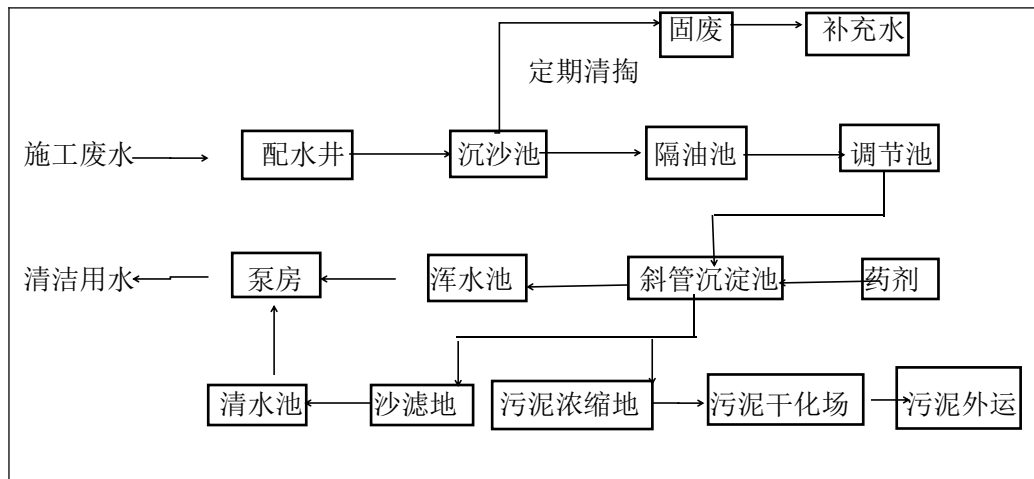 固废 补充水
定期清掏
施工废水 配水井 沉沙池 隔油池 调节池
清洁用水 泵房 浑水池 斜管沉淀池 药剂
清水池 沙滤地 污泥浓缩地 污泥干化场 污泥外运